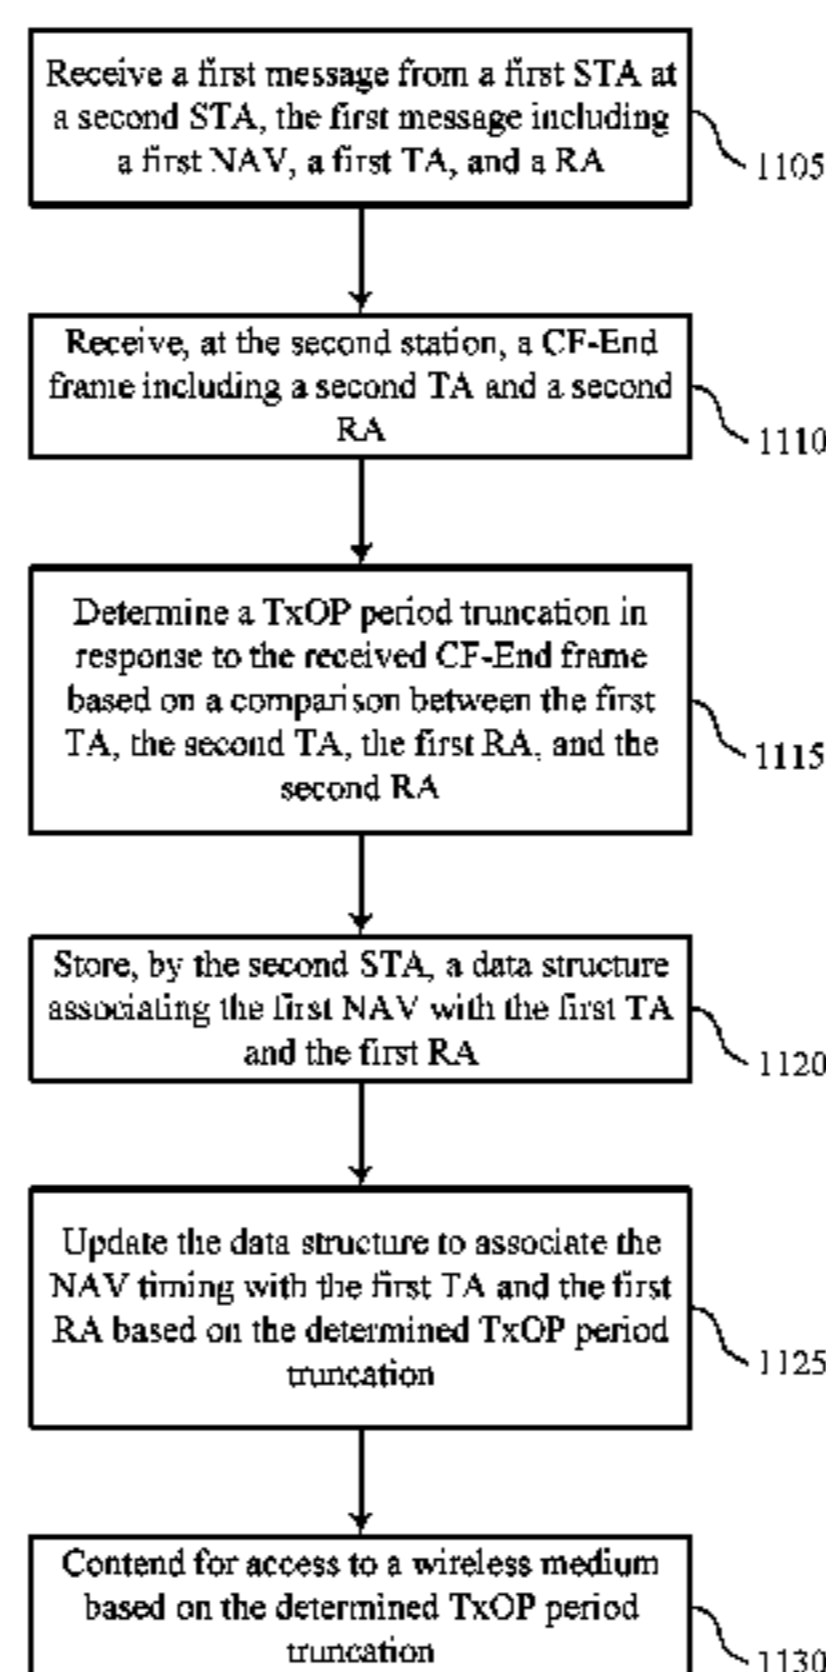 Receive a first message from a first STA at
a second STA, the first message including
a first NAV, a first TA, and a RA
1105
Receive, at the second station, a CF-End
frame including a second TA and a second
RA
1110
Determine a TxOP period truncation in
response to the received CF-End frame
based on a comparison between the first
TA, the second TA, the first RA, and the
second RA
1115
Store, by the second STA, a data structure
associating the first NAV with the first TA
and the first RA
1120
Update the data structure to associate the
NAV timing with the first TA and the first
RA based on the determined TxOP period
truncation
1125
Contend for access to a wireless medium
based on the determined TxOP period
truncation
1130